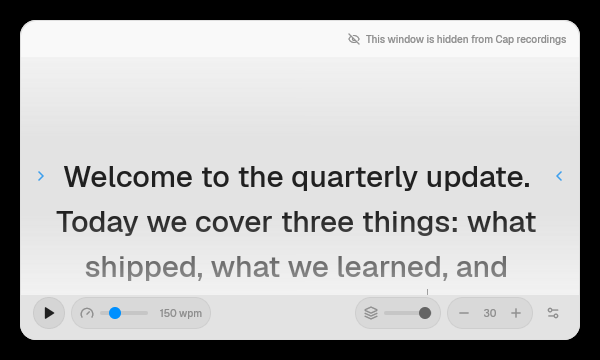 This window is hidden from Cap recordings
Welcome to the quarterly update.
Today we cover three things: what
shipped, what we learned, and
150 wpm
30